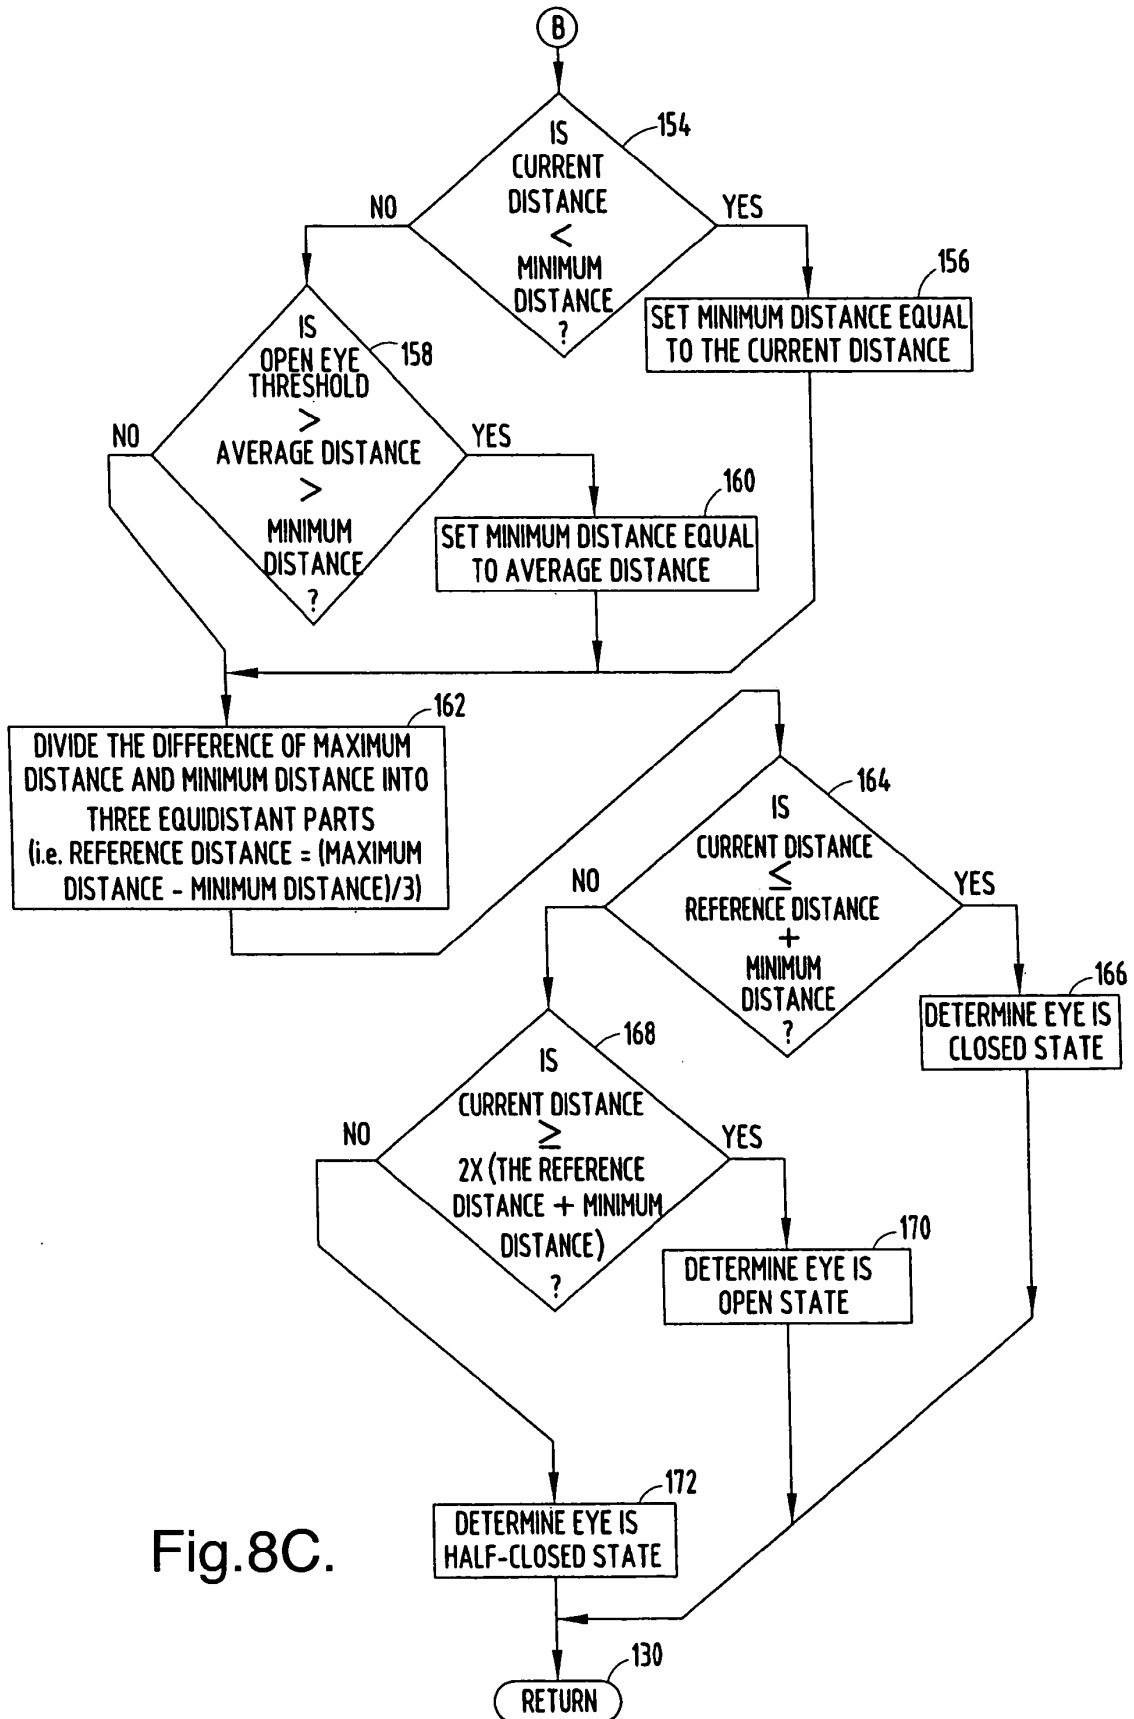 B
IS
CURRENT
DISTANCE
<
MINIMUM
DISTANCE
?
154
NO
YES
156
SET MINIMUM DISTANCE EQUAL
TO THE CURRENT DISTANCE
IS
OPEN EYE
THRESHOLD
>
AVERAGE DISTANCE
>
MINIMUM
DISTANCE
?
158
NO
YES
160
SET MINIMUM DISTANCE EQUAL
TO AVERAGE DISTANCE
162
DIVIDE THE DIFFERENCE OF MAXIMUM
DISTANCE AND MINIMUM DISTANCE INTO
THREE EQUIDISTANT PARTS
(i.e. REFERENCE DISTANCE = (MAXIMUM
DISTANCE - MINIMUM DISTANCE)/3)
164
IS
CURRENT DISTANCE
≤
REFERENCE DISTANCE
+
MINIMUM
DISTANCE
?
NO
YES
166
DETERMINE EYE IS
CLOSED STATE
168
IS
CURRENT DISTANCE
≥
2X (THE REFERENCE
DISTANCE + MINIMUM
DISTANCE)
?
NO
YES
170
DETERMINE EYE IS
OPEN STATE
172
DETERMINE EYE IS
HALF-CLOSED STATE
130
RETURN
Fig.8C.